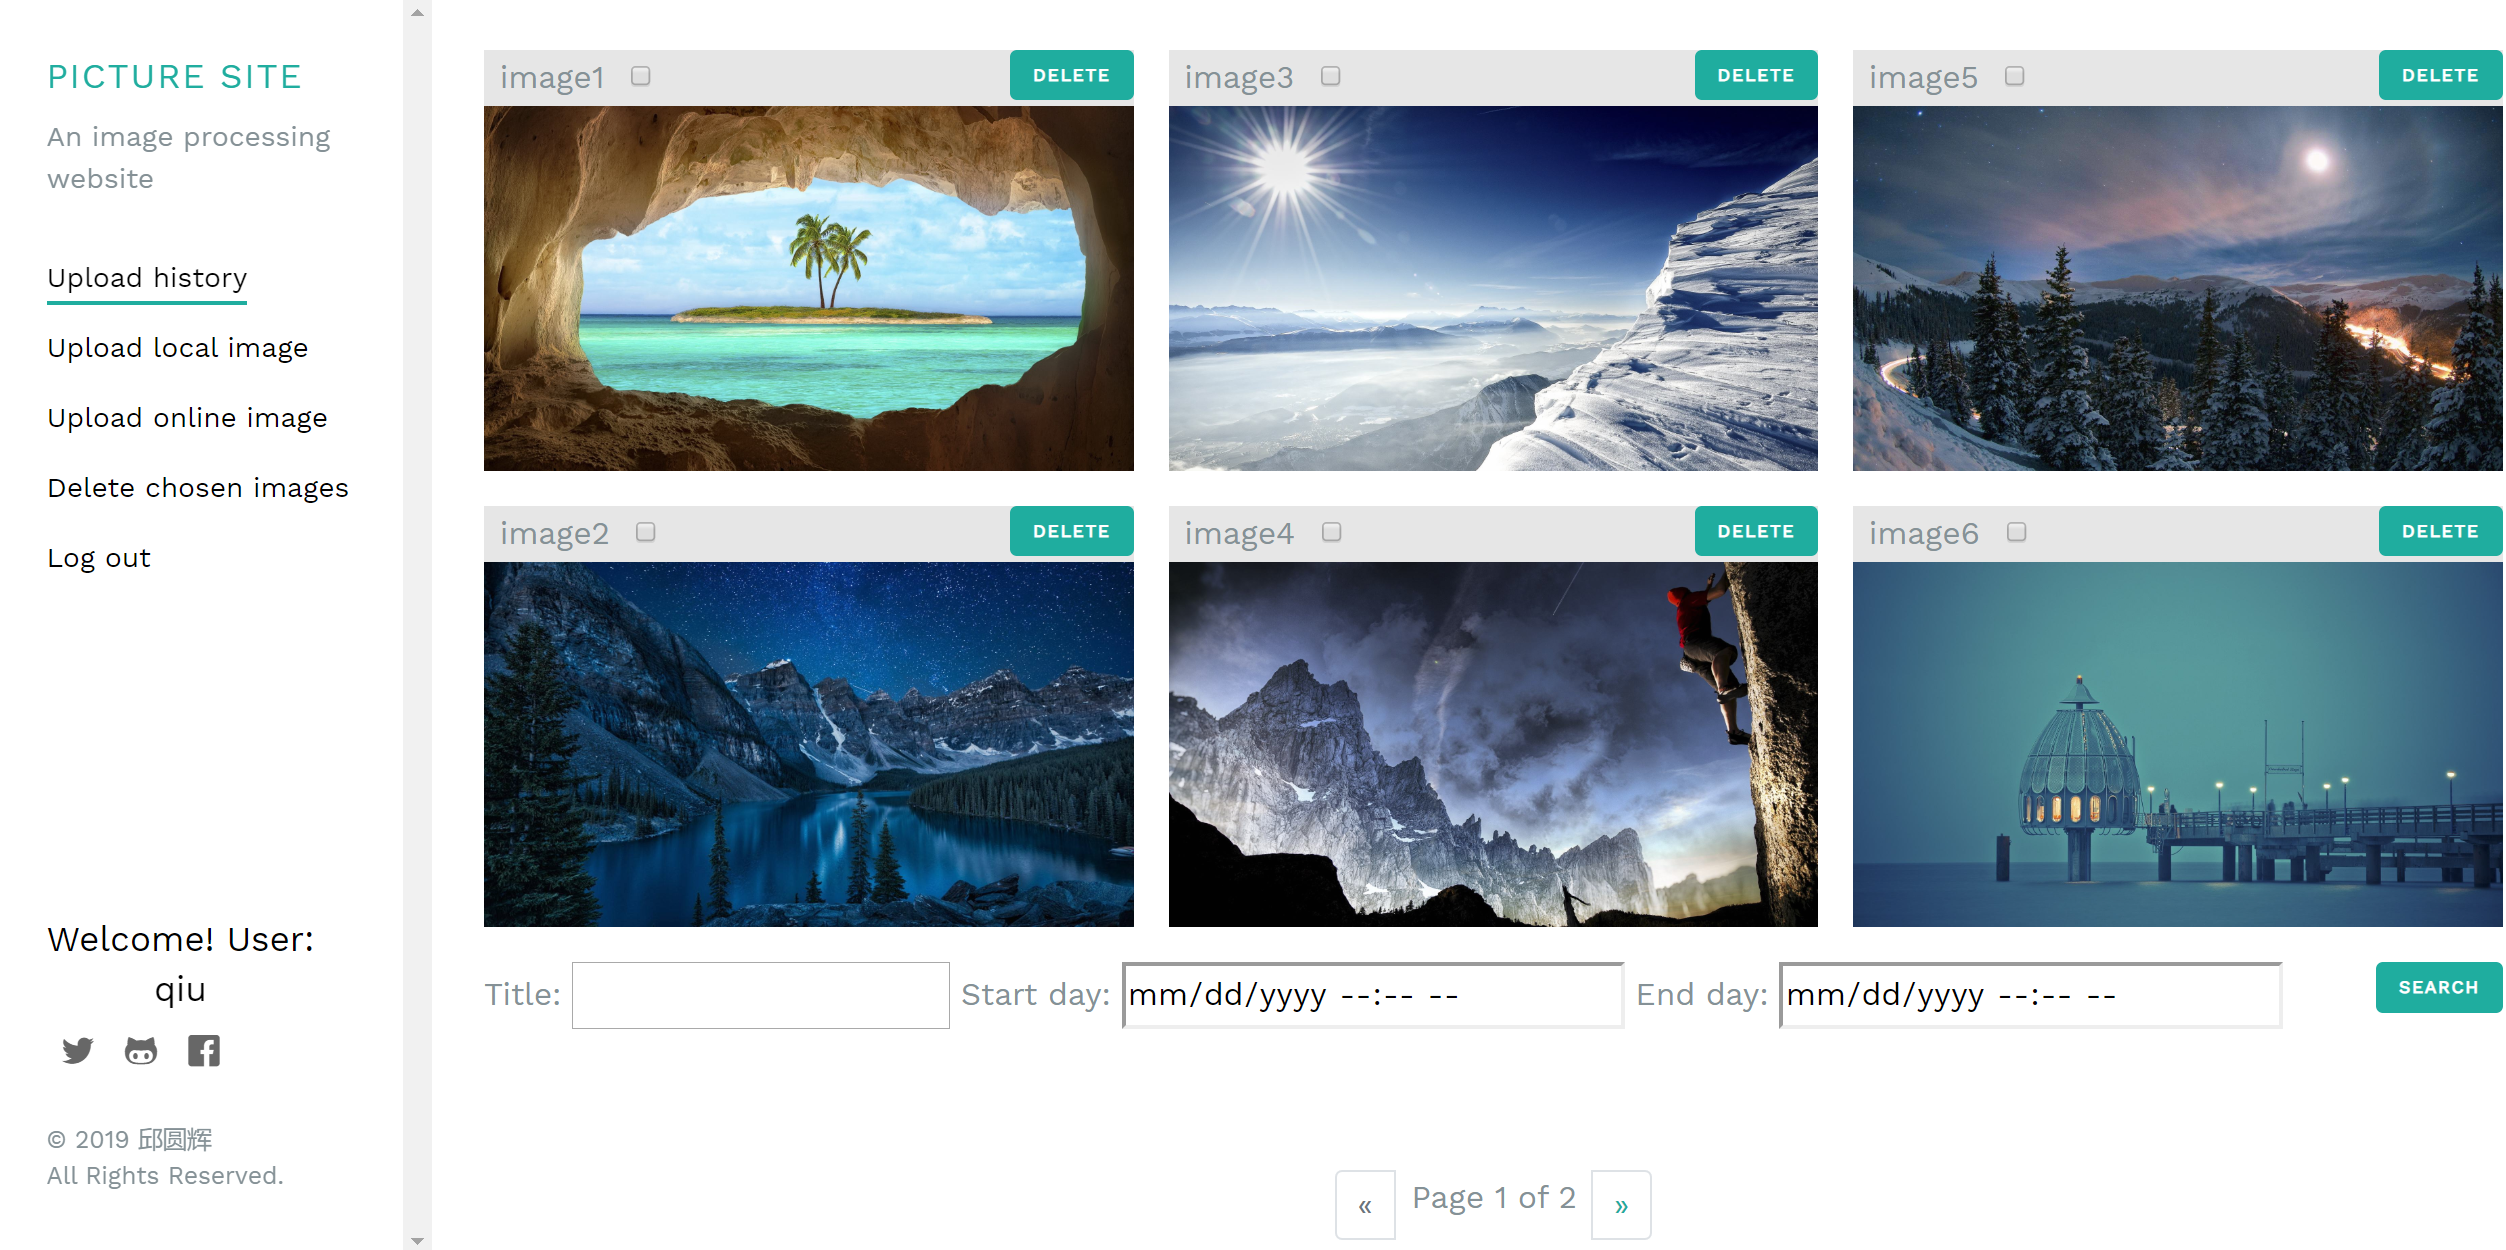 PICTURE SITE
An image processing
website
Upload history
Upload local image
Upload online image
Delete chosen images
Log out
Welcome! User:
qiu
© 2019 邱圆辉
All Rights Reserved.
image1 DELETE
image3 DELETE
image5 DELETE
image2 DELETE
image4 DELETE
image6 DELETE
Title: Start day: mm/dd/yyyy --:-- -- End day: mm/dd/yyyy --:-- -- SEARCH
« Page 1 of 2 »